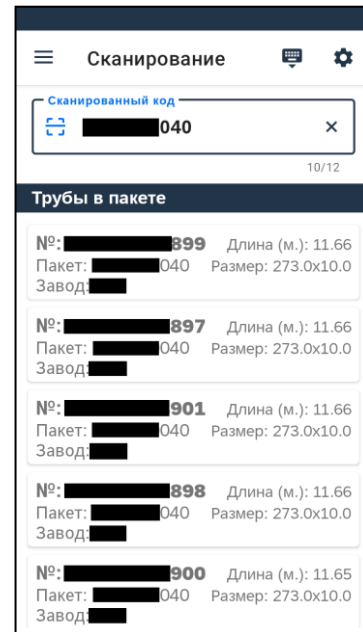 Сканирование
Сканированный код
040
10/12
Трубы в пакете
№: 899 Длина (м.): 11.66
Пакет: 040 Размер: 273.0x10.0
Завод:
№: 897 Длина (м.): 11.66
Пакет: 040 Размер: 273.0x10.0
Завод:
№: 901 Длина (м.): 11.66
Пакет: 040 Размер: 273.0x10.0
Завод:
№: 898 Длина (м.): 11.66
Пакет: 040 Размер: 273.0x10.0
Завод:
№: 900 Длина (м.): 11.65
Пакет: 040 Размер: 273.0x10.0
Завод: